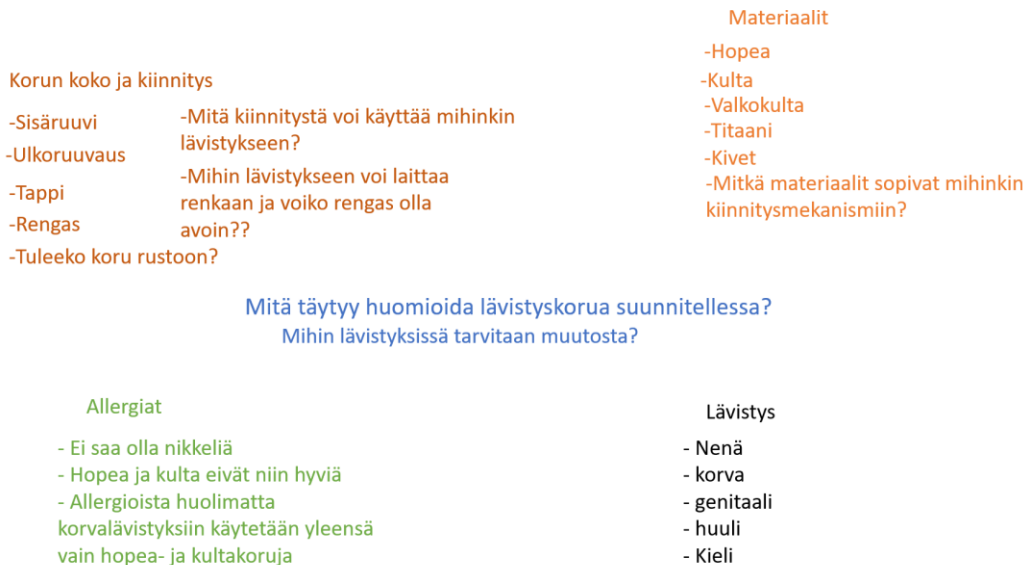 Materiaalit
-Hopea
-Kulta
-Valkokulta
-Titaani
-Kivet
-Mitkä materiaalit sopivat mihinkin
kiinnitysmekanismiin?
Korun koko ja kiinnitys
-Sisäruuvi
-Ulkoruuvaus
-Tappi
-Rengas
-Tuleeko koru rustoon?
-Mitä kiinnitystä voi käyttää mihinkin
lävistykseen?
-Mihin lävistykseen voi laittaa
renkaan ja voiko rengas olla
avoin??
Mitä täytyy huomioida lävistyskorua suunnitellessa?
Mihin lävistyksissä tarvitaan muutosta?
Allergiat
- Ei saa olla nikkeliä
- Hopea ja kulta eivät niin hyviä
- Allergioista huolimatta
korvalävistyksiin käytetään yleensä
vain hopea- ja kultakoruja
Lävistys
- Nenä
- korva
- genitaali
- huuli
- Kieli